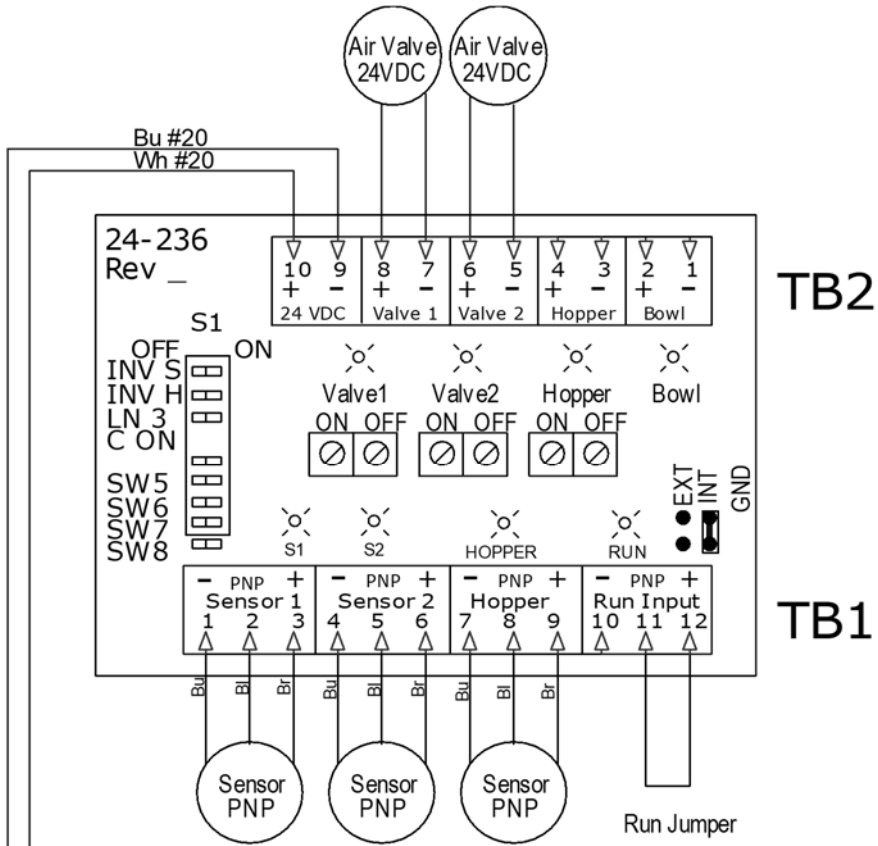 Air Valve 24VDC
Air Valve 24VDC
Bu #20
Wh #20
24-236
Rev _
10 9 8 7 6 5 4 3 2 1
+ - + - + - + - + -
24 VDC Valve 1 Valve 2 Hopper Bowl
TB2
S1
OFF ON
INV S
INV H
LN 3
C ON
SW5
SW6
SW7
SW8
Valve1 Valve2 Hopper Bowl
ON OFF ON OFF ON OFF
EXT
INT
GND
S1 S2 HOPPER RUN
- PNP + - PNP + - PNP + PNP +
Sensor 1 Sensor 2 Hopper Run Input
1 2 3 4 5 6 7 8 9 10 11 12
TB1
Bu Bl Br Bu Bl Br Bu Bl Br
Sensor PNP
Sensor PNP
Sensor PNP
Run Jumper